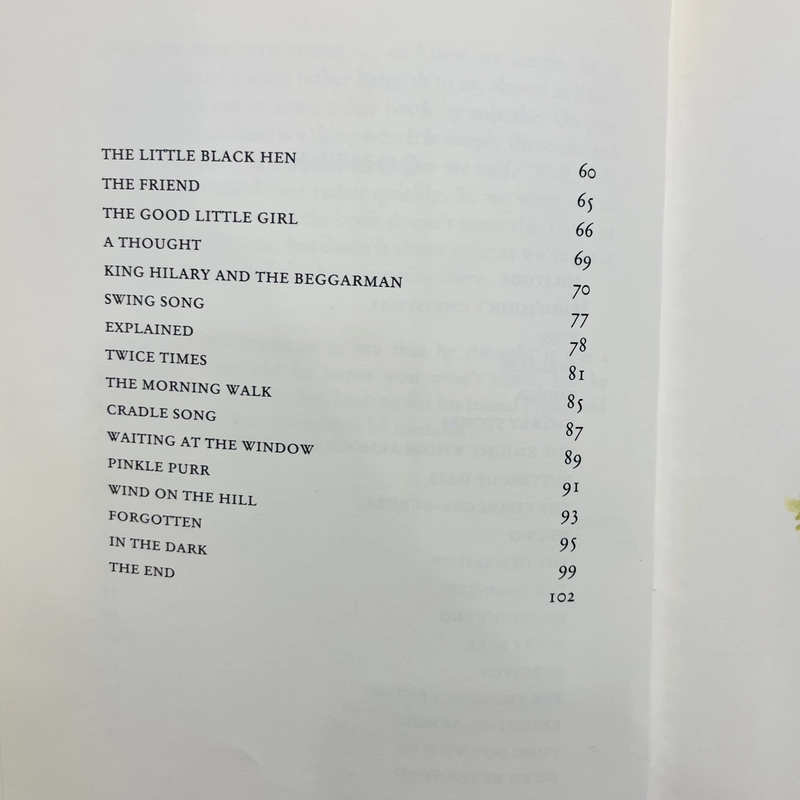 THE LITTLE BLACK HEN 60
THE FRIEND 65
THE GOOD LITTLE GIRL 66
A THOUGHT 69
KING HILARY AND THE BEGGARMAN 70
SWING SONG 77
EXPLAINED 78
TWICE TIMES 81
THE MORNING WALK 85
CRADLE SONG 87
WAITING AT THE WINDOW 89
PINKLE PURR 91
WIND ON THE HILL 93
FORGOTTEN 95
IN THE DARK 99
THE END 102